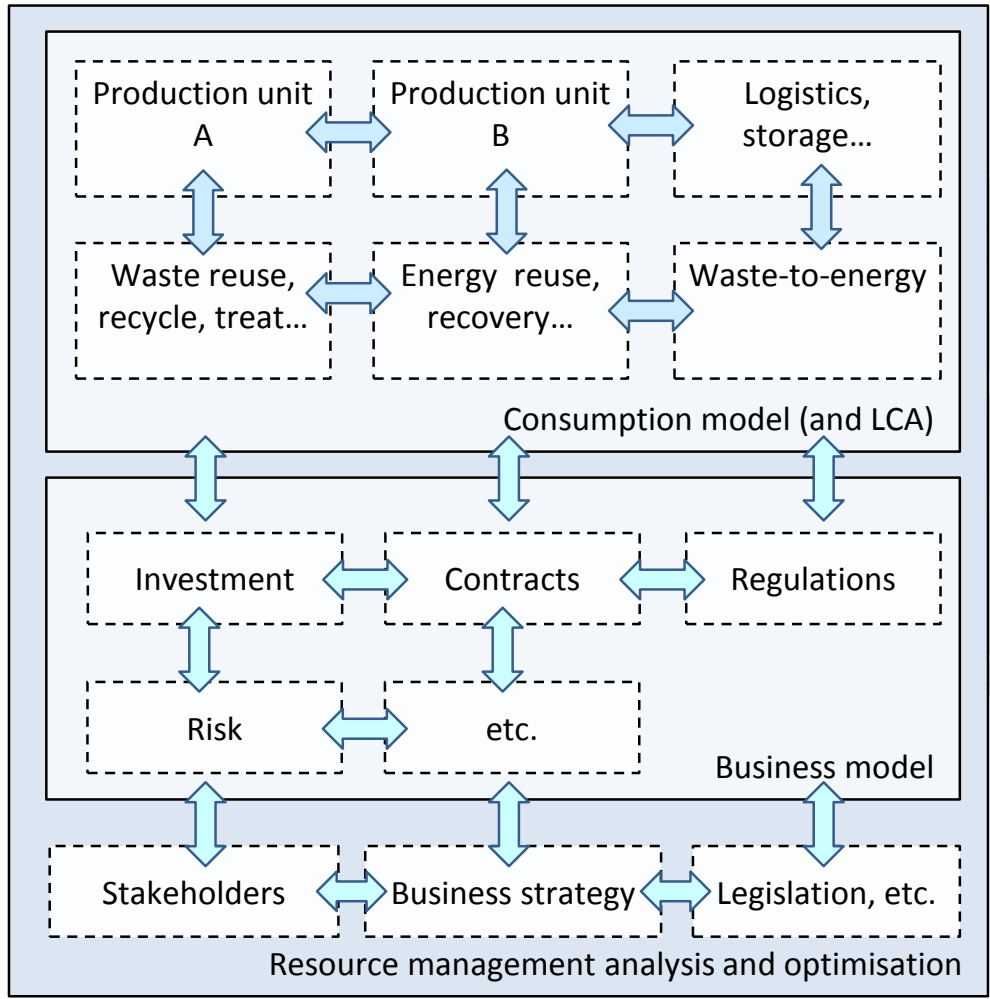 Production unit
A
Production unit
B
Logistics,
storage…
Waste reuse,
recycle, treat…
Energy  reuse,
recovery…
Waste-to-energy
Consumption model (and LCA)
Investment
Contracts
Regulations
Risk
etc.
Business model
Stakeholders
Business strategy
Legislation, etc.
Resource management analysis and optimisation